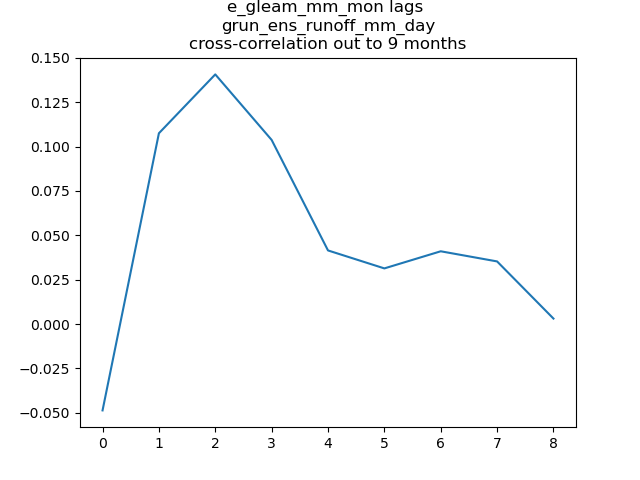 e_gleam_mm_mon lags
grun_ens_runoff_mm_day
cross-correlation out to 9 months
0.150
0.125
0.100
0.075
0.050
0.025
0.000
−0.025
−0.050
0 1 2 3 4 5 6 7 8